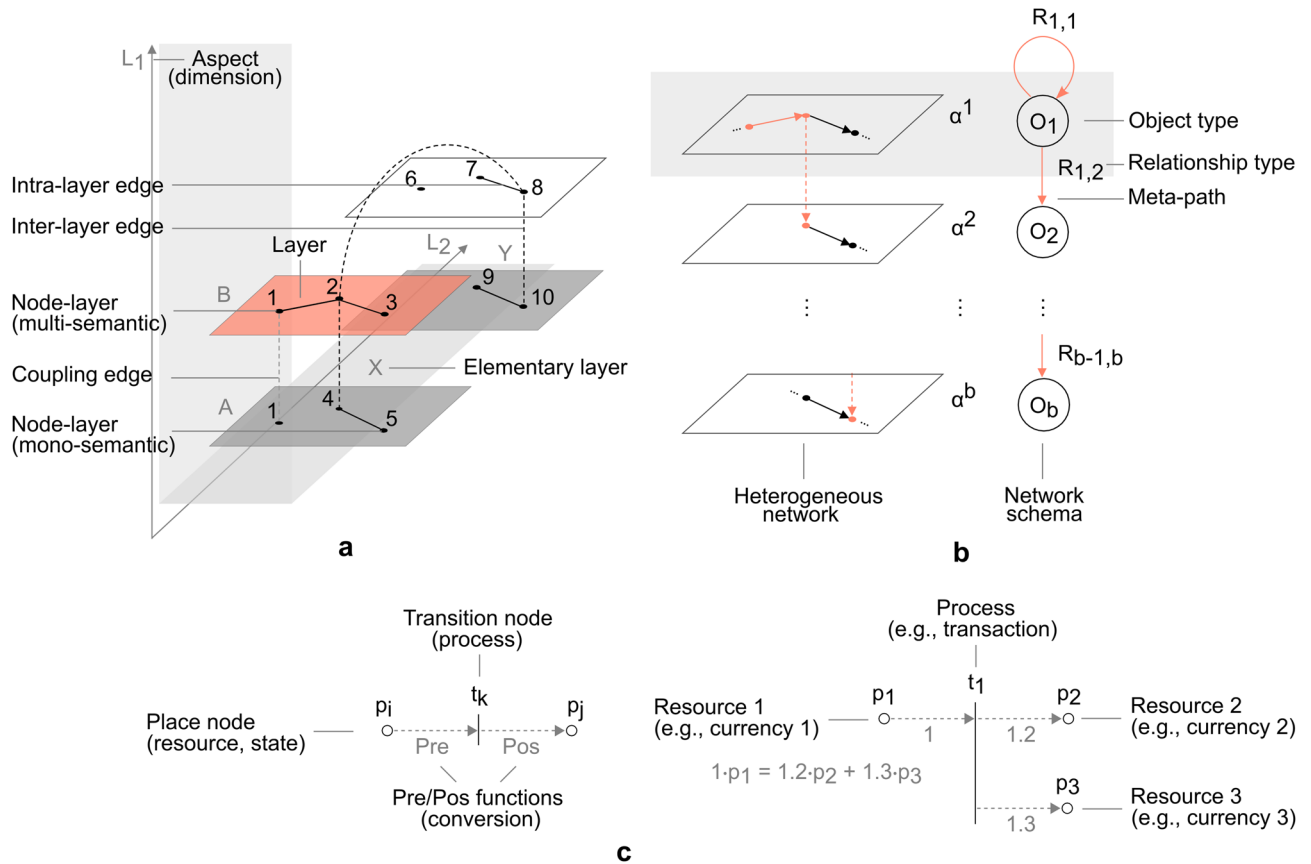 L1
Aspect
(dimension)
Intra-layer edge
Inter-layer edge
6
7
8
Layer
L2
Y
B
1
2
3
9
10
Node-layer
(multi-semantic)
Coupling edge
X
Elementary layer
A
1
4
5
Node-layer
(mono-semantic)
a
R1,1
α1
O1
Object type
R1,2
Relationship type
Meta-path
α2
O2
Rb-1,b
αb
Ob
Heterogeneous
network
Network
schema
b
Transition node
(process)
tk
pi
pj
Place node
(resource, state)
Pre
Pos
Pre/Pos functions
(conversion)
Process
(e.g., transaction)
t1
p1
p2
Resource 1
(e.g., currency 1)
1
1.2
Resource 2
(e.g., currency 2)
1·p1 = 1.2·p2 + 1.3·p3
p3
1.3
Resource 3
(e.g., currency 3)
c